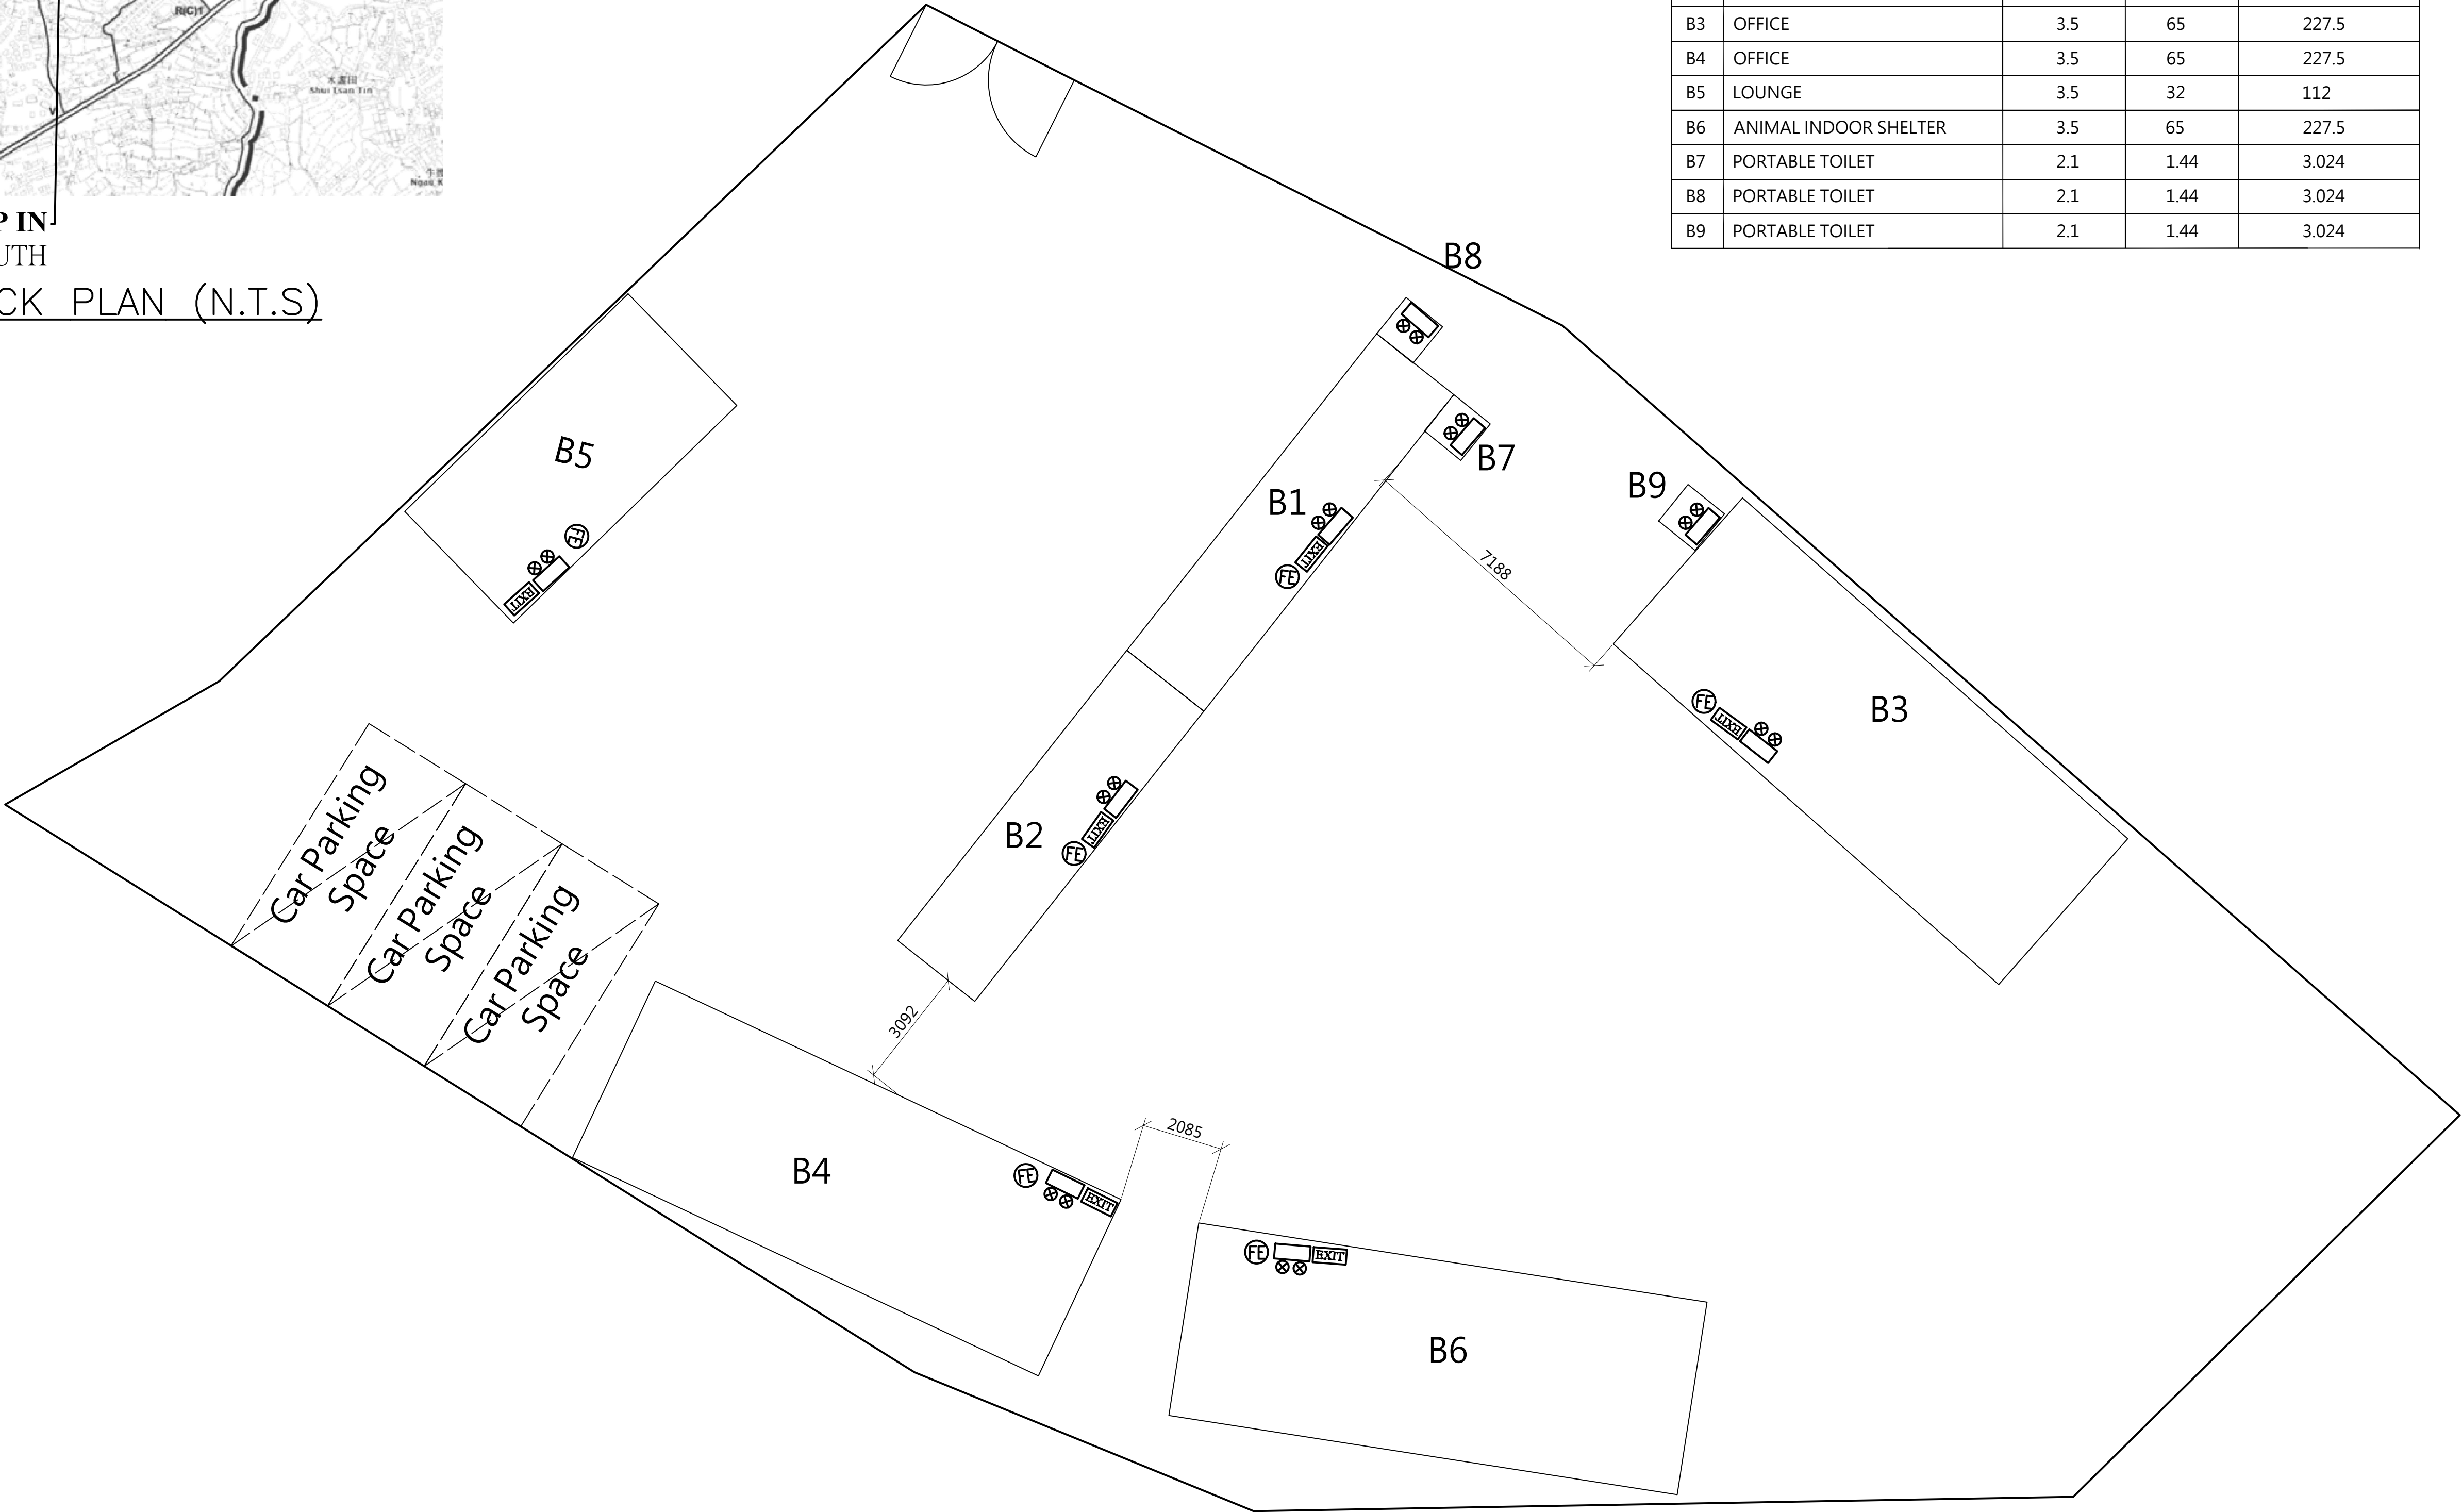 R(C)1
水盞田
Shui Tsan Tin
V
P IN
UTH
CK PLAN (N.T.S)
B3 OFFICE 3.5 65 227.5
B4 OFFICE 3.5 65 227.5
B5 LOUNGE 3.5 32 112
B6 ANIMAL INDOOR SHELTER 3.5 65 227.5
B7 PORTABLE TOILET 2.1 1.44 3.024
B8 PORTABLE TOILET 2.1 1.44 3.024
B9 PORTABLE TOILET 2.1 1.44 3.024
B8
B5
FE
EXIT
B7
B1
FE
EXIT
B9
7188
B3
FE
EXIT
B2
FE
EXIT
Car Parking
Space
Car Parking
Space
Car Parking
Space
3092
B4
FE
EXIT
2085
FE
EXIT
B6